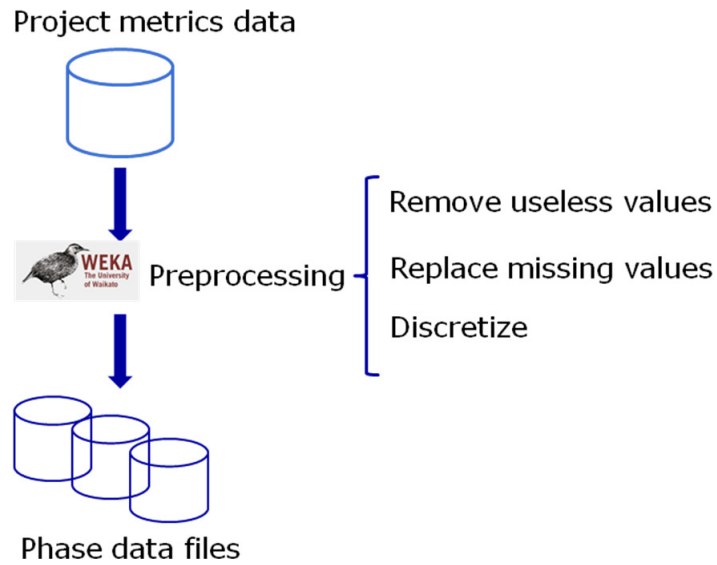 Project metrics data
WEKA
The University
of Waikato
Preprocessing
Remove useless values
Replace missing values
Discretize
Phase data files